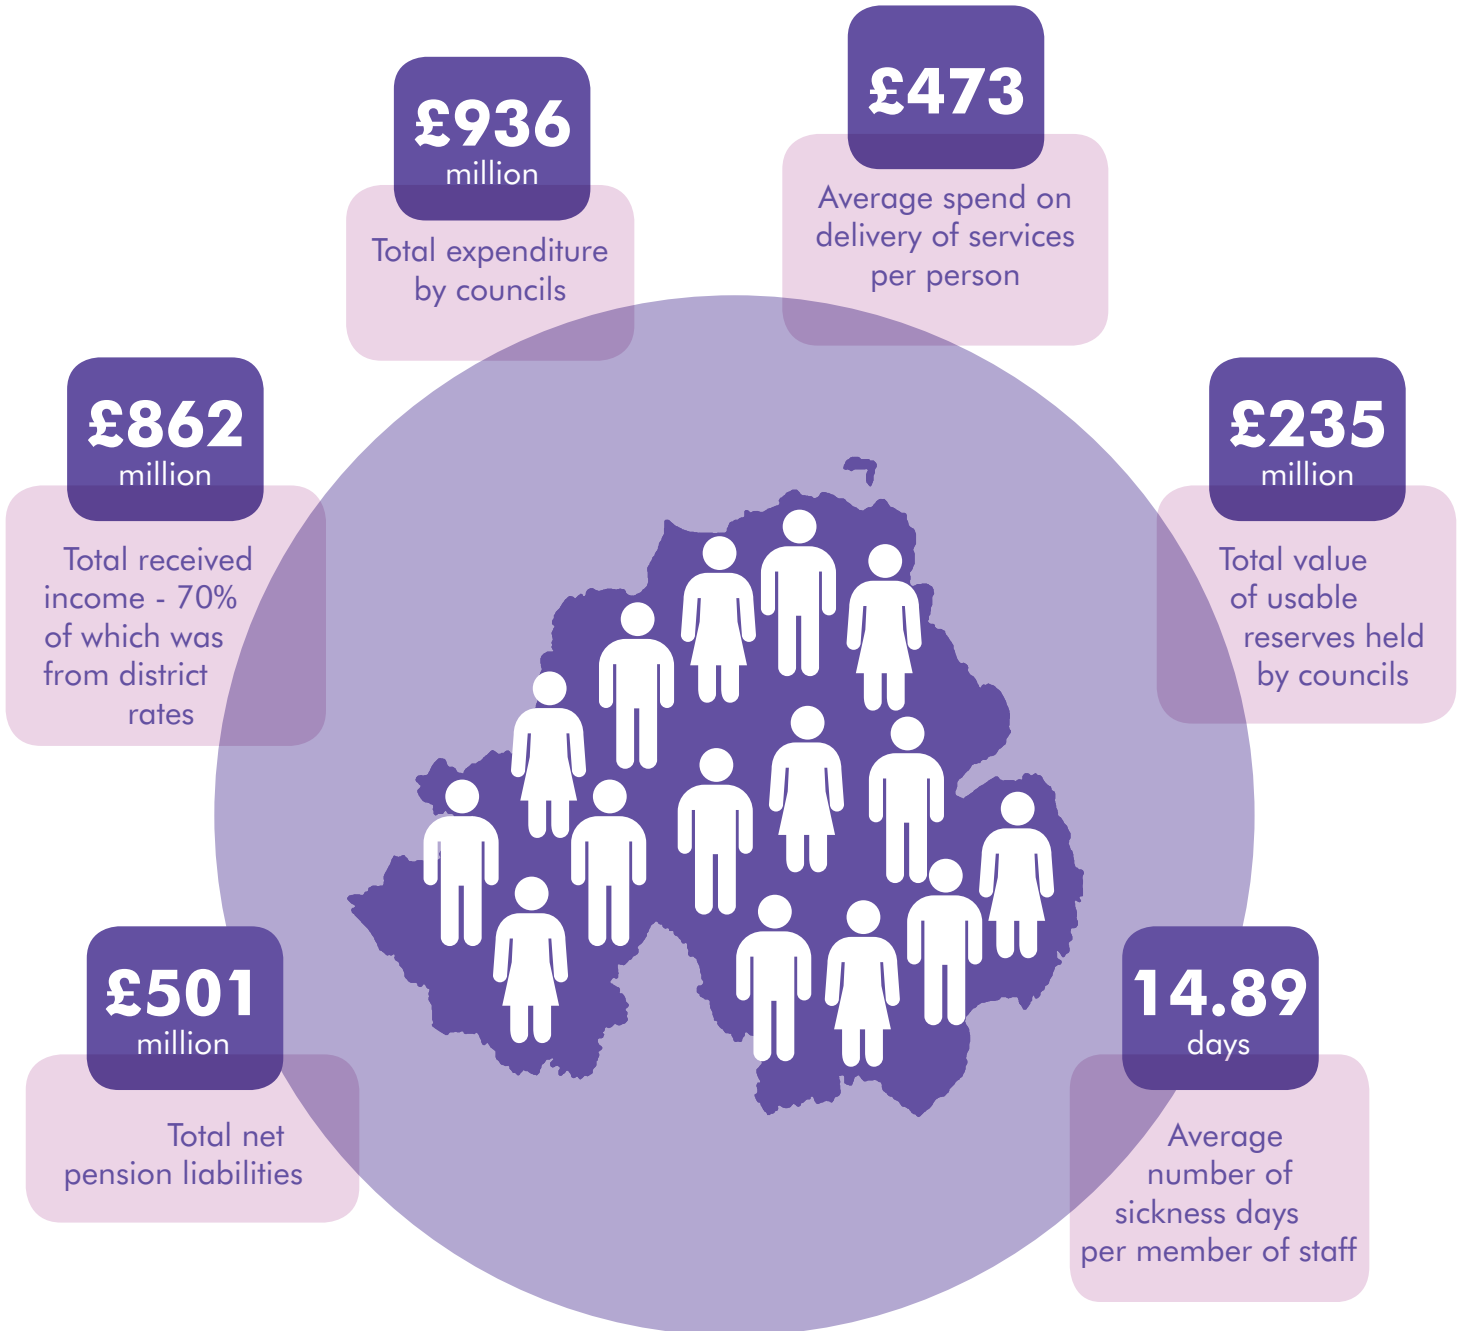 £473
Average spend on
delivery of services
per person
£936
million
Total expenditure
by councils
£862
million
Total received
income - 70%
of which was
from district
rates
£235
million
Total value
of usable
reserves held
by councils
£501
million
Total net
pension liabilities
14.89
days
Average
number of
sickness days
per member of staff